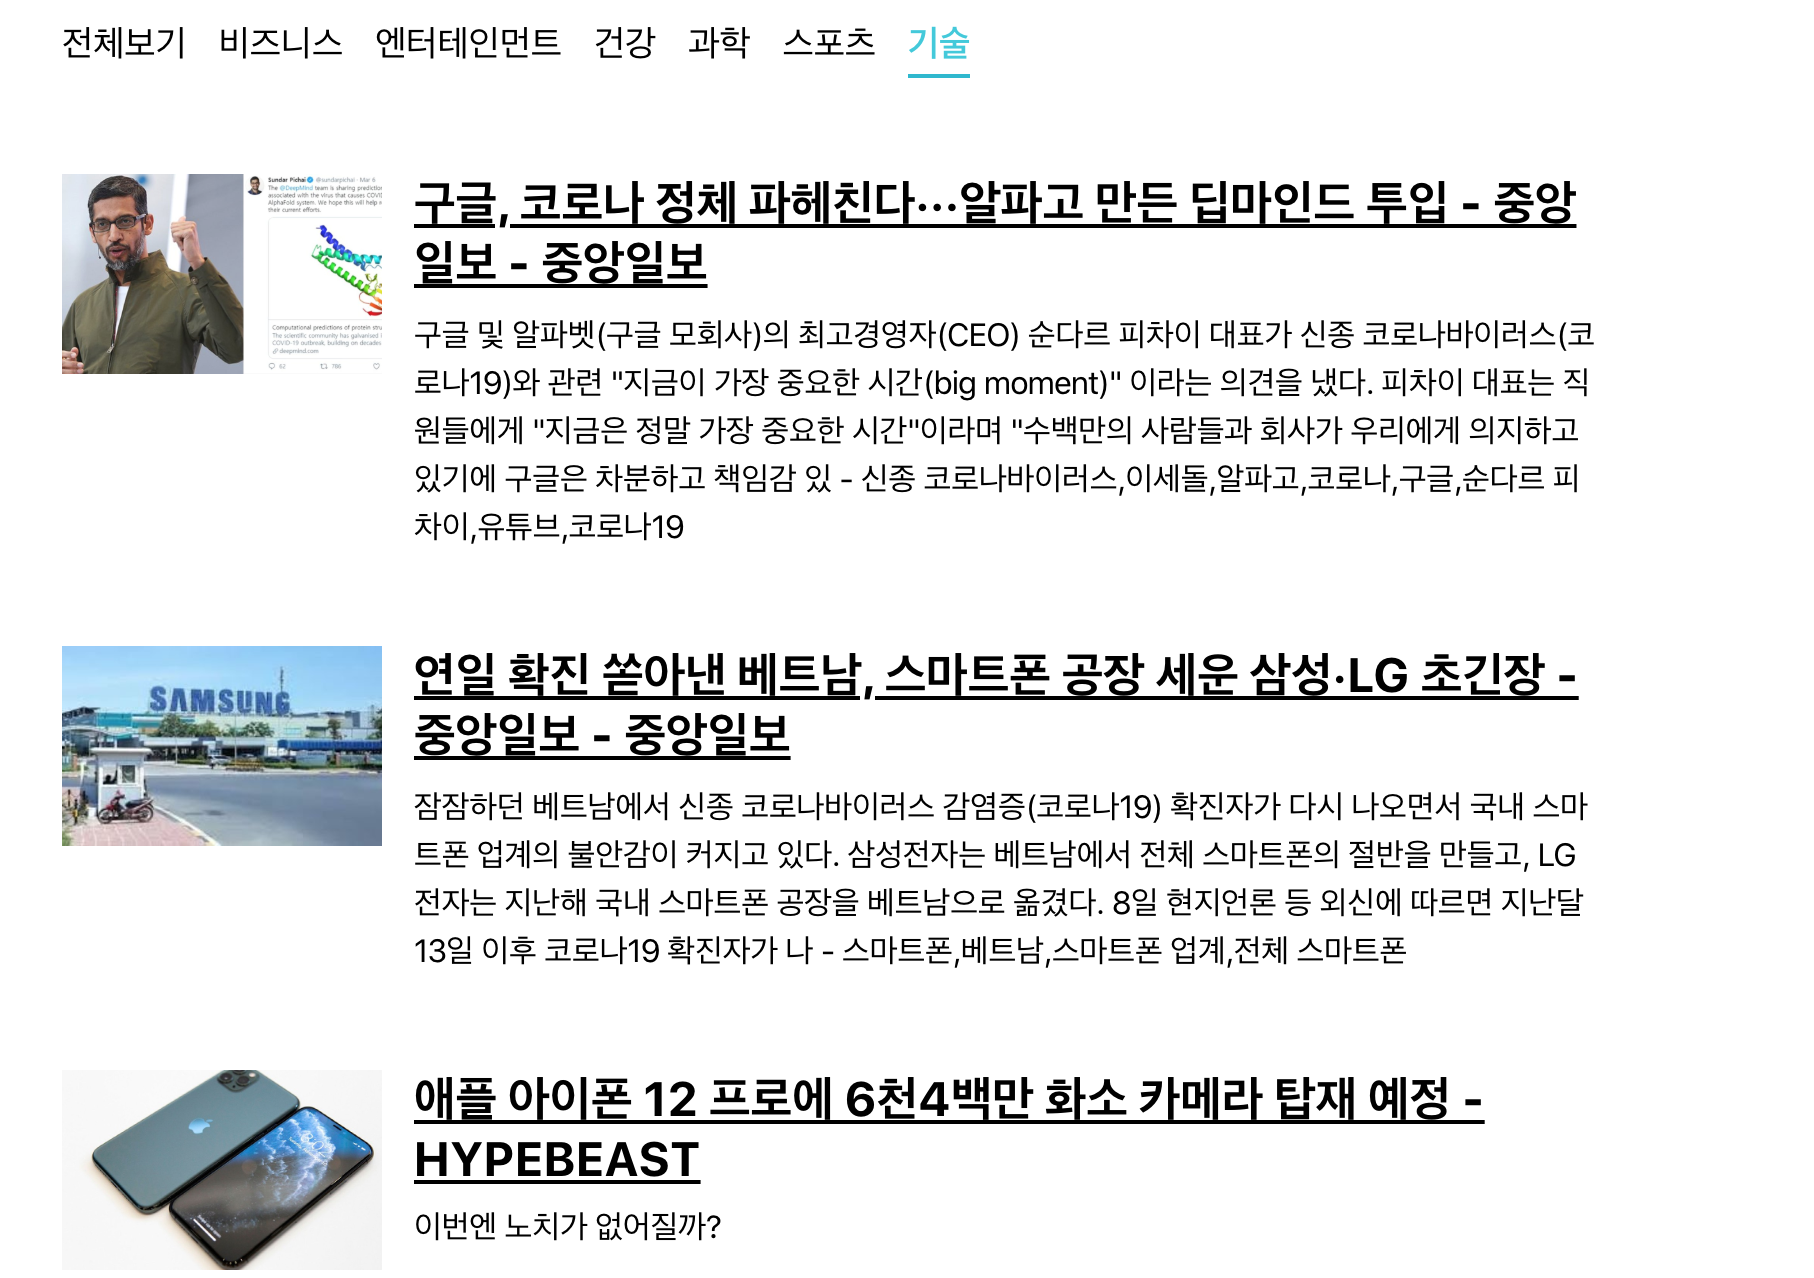 전체보기 비즈니스 엔터테인먼트 건강 과학 스포츠 기술
Sundar Pichai @sundarpichai · Mar 6
The @DeepMind team is sharing
associated with the virus that causes
AlphaFold system. We hope this will help
their current efforts.
Computational predictions of protein
The scientific community has galvanised
COVID-19 outbreak, building on decades
deepmind.com
62 786
구글, 코로나 정체 파헤친다…알파고 만든 딥마인드 투입 - 중앙
일보 - 중앙일보
구글 및 알파벳(구글 모회사)의 최고경영자(CEO) 순다르 피차이 대표가 신종 코로나바이러스(코
로나19)와 관련 "지금이 가장 중요한 시간(big moment)" 이라는 의견을 냈다. 피차이 대표는 직
원들에게 "지금은 정말 가장 중요한 시간"이라며 "수백만의 사람들과 회사가 우리에게 의지하고
있기에 구글은 차분하고 책임감 있 - 신종 코로나바이러스,이세돌,알파고,코로나,구글,순다르 피
차이,유튜브,코로나19
SAMSUNG
연일 확진 쏟아낸 베트남, 스마트폰 공장 세운 삼성·LG 초긴장 -
중앙일보 - 중앙일보
잠잠하던 베트남에서 신종 코로나바이러스 감염증(코로나19) 확진자가 다시 나오면서 국내 스마
트폰 업계의 불안감이 커지고 있다. 삼성전자는 베트남에서 전체 스마트폰의 절반을 만들고, LG
전자는 지난해 국내 스마트폰 공장을 베트남으로 옮겼다. 8일 현지언론 등 외신에 따르면 지난달
13일 이후 코로나19 확진자가 나 - 스마트폰,베트남,스마트폰 업계,전체 스마트폰
애플 아이폰 12 프로에 6천4백만 화소 카메라 탑재 예정 -
HYPEBEAST
이번엔 노치가 없어질까?